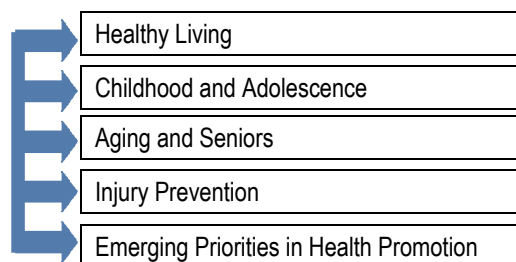 Healthy Living
Childhood and Adolescence
Aging and Seniors
Injury Prevention
Emerging Priorities in Health Promotion